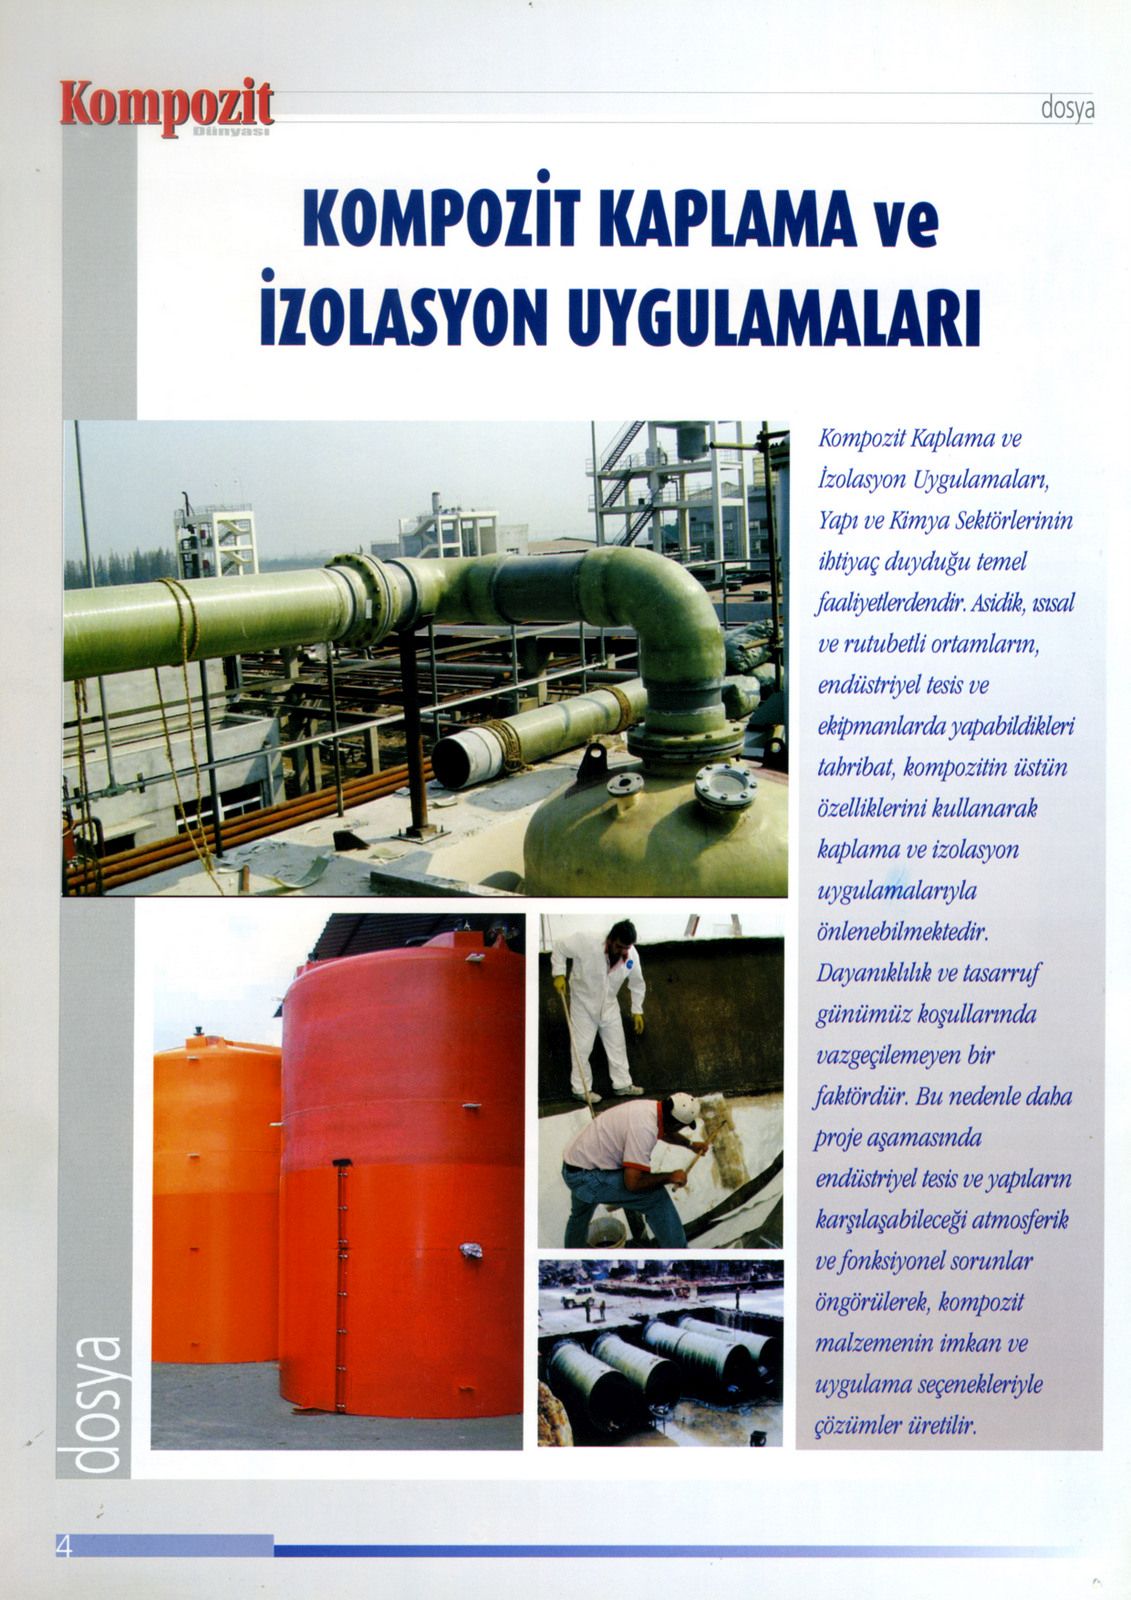 Kompozit
Dünyası
dosya
KOMPOZİT KAPLAMA ve
İZOLASYON UYGULAMALARI
Kompozit Kaplama ve
İzolasyon Uygulamaları,
Yapı ve Kimya Sektörlerinin
ihtiyaç duyduğu temel
faaliyetlerdendir. Asidik, ısısal
ve rutubetli ortamların,
endüstriyel tesis ve
ekipmanlarda yapabildikleri
tahribat, kompozitin üstün
özelliklerini kullanarak
kaplama ve izolasyon
uygulamalarıyla
önlenebilmektedir.
Dayanıklılık ve tasarruf
günümüz koşullarında
vazgeçilemeyen bir
faktördür. Bu nedenle daha
proje aşamasında
endüstriyel tesis ve yapıların
karşılaşabileceği atmosferik
ve fonksiyonel sorunlar
öngörülerek, kompozit
malzemenin imkan ve
uygulama seçenekleriyle
çözümler üretilir.
dosya
4